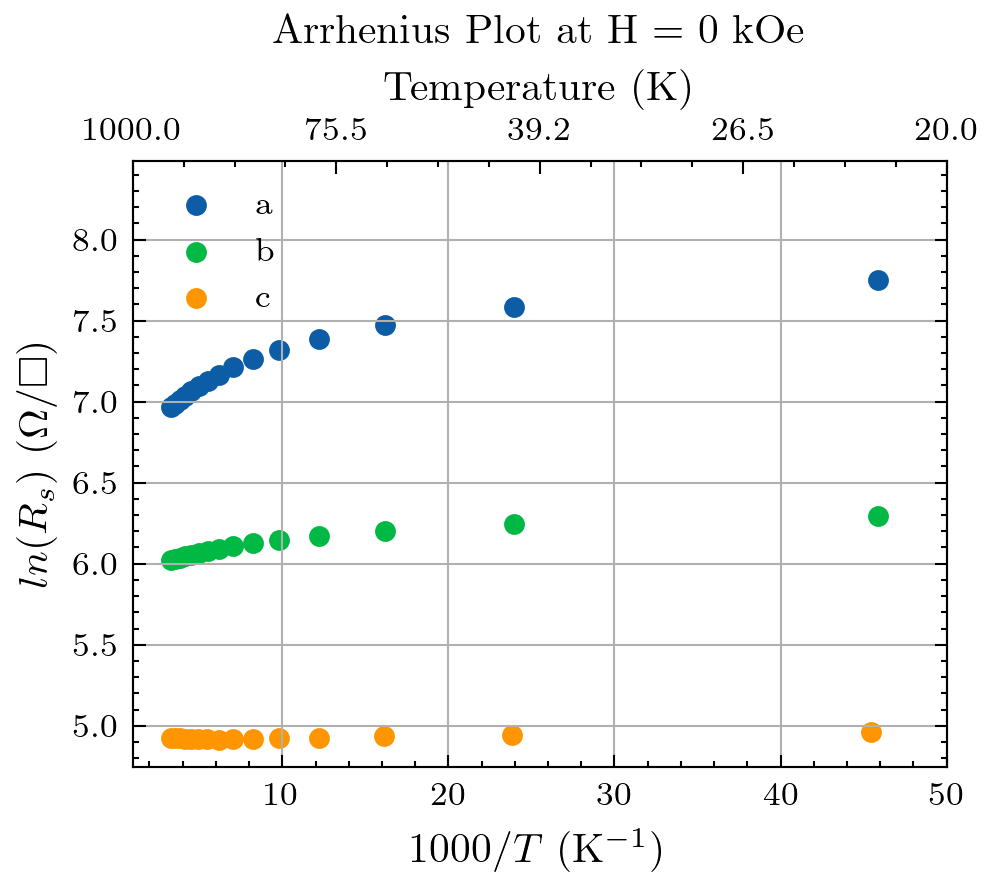 Arrhenius Plot at H = 0 kOe
Temperature (K)
1000.0 75.5 39.2 26.5 20.0
a
b
c
8.0
7.5
7.0
6.5
6.0
5.5
5.0
ln(R_s) (Ω/□)
10 20 30 40 50
1000/T (K⁻¹)